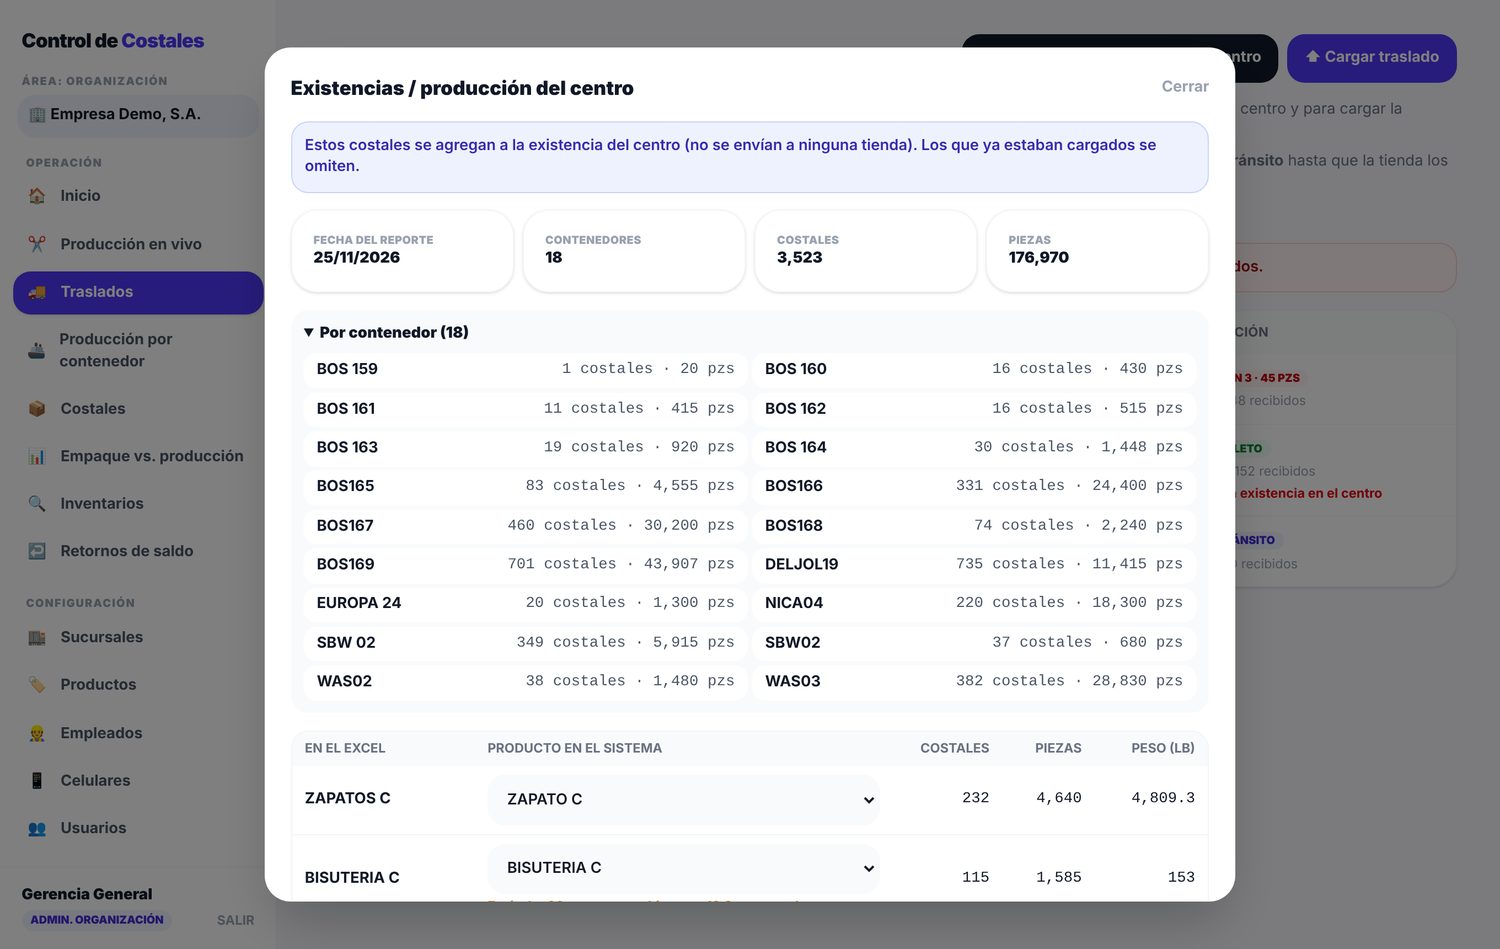 Control de Costales
ÁREA: ORGANIZACIÓN
🏢 Empresa Demo, S.A.
OPERACIÓN
Inicio
Producción en vivo
Traslados
Producción por
contenedor
Costales
Empaque vs. producción
Inventarios
Retornos de saldo
CONFIGURACIÓN
Sucursales
Productos
Empleados
Celulares
Usuarios
Gerencia General
ADMIN. ORGANIZACIÓN
SALIR
Cargar traslado
centro y para cargar la
hasta que la tienda los
CIÓN
N 3 · 45 PZS
recibidos
LETO
152 recibidos
existencia en el centro
recibidos
Existencias / producción del centro
Cerrar
Estos costales se agregan a la existencia del centro (no se envían a ninguna tienda). Los que ya estaban cargados se
omiten.
FECHA DEL REPORTE
25/11/2026
CONTENEDORES
18
COSTALES
3,523
PIEZAS
176,970
▼ Por contenedor (18)
BOS 159 1 costales · 20 pzs
BOS 160 16 costales · 430 pzs
BOS 161 11 costales · 415 pzs
BOS 162 16 costales · 515 pzs
BOS 163 19 costales · 920 pzs
BOS 164 30 costales · 1,448 pzs
BOS165 83 costales · 4,555 pzs
BOS166 331 costales · 24,400 pzs
BOS167 460 costales · 30,200 pzs
BOS168 74 costales · 2,240 pzs
BOS169 701 costales · 43,907 pzs
DELJOL19 735 costales · 11,415 pzs
EUROPA 24 20 costales · 1,300 pzs
NICA04 220 costales · 18,300 pzs
SBW 02 349 costales · 5,915 pzs
SBW02 37 costales · 680 pzs
WAS02 38 costales · 1,480 pzs
WAS03 382 costales · 28,830 pzs
EN EL EXCEL PRODUCTO EN EL SISTEMA COSTALES PIEZAS PESO (LB)
ZAPATOS C ZAPATO C 232 4,640 4,809.3
BISUTERIA C BISUTERIA C 115 1,585 153